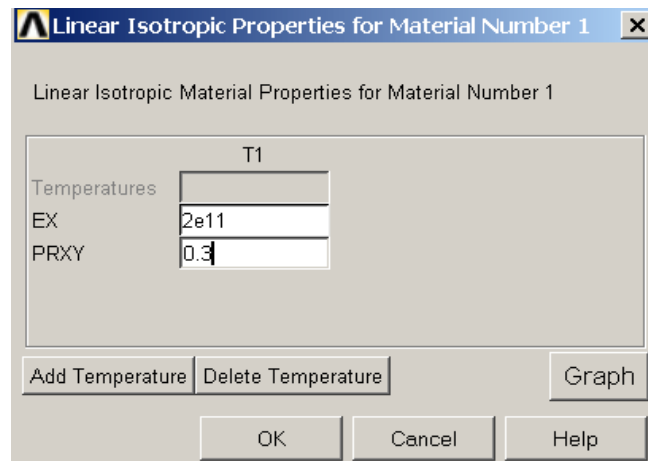 Linear Isotropic Properties for Material Number 1
Linear Isotropic Material Properties for Material Number 1
T1
Temperatures
EX 2e11
PRXY 0.3
Add Temperature Delete Temperature Graph
OK Cancel Help